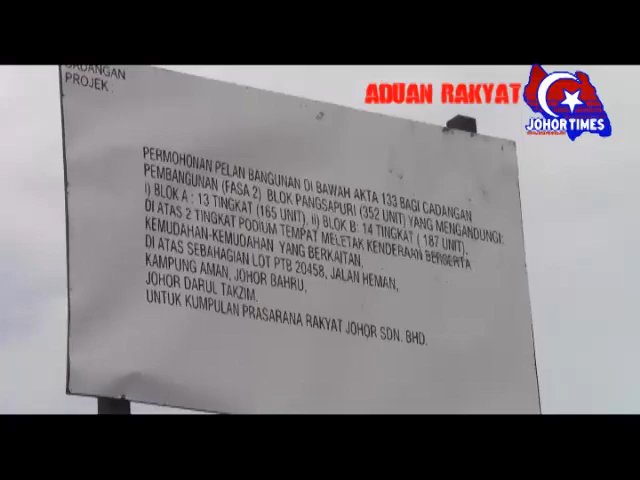 ADUAN RAKYAT
JOHOR TIMES
CADANGAN
PROJEK :
PERMOHONAN PELAN BANGUNAN DI BAWAH AKTA 133 BAGI CADANGAN
PEMBANGUNAN (FASA 2) BLOK PANGSAPURI (352 UNIT) YANG MENGANDUNGI:
i) BLOK A : 13 TINGKAT (165 UNIT), ii) BLOK B: 14 TINGKAT ( 187 UNIT),
DI ATAS 2 TINGKAT PODIUM TEMPAT MELETAK KENDERAAN BERSERTA
KEMUDAHAN-KEMUDAHAN YANG BERKAITAN,
DI ATAS SEBAHAGIAN LOT PTB 20458, JALAN HEMAN,
KAMPUNG AMAN, JOHOR BAHRU,
JOHOR DARUL TAKZIM.
UNTUK KUMPULAN PRASARANA RAKYAT JOHOR SDN. BHD.